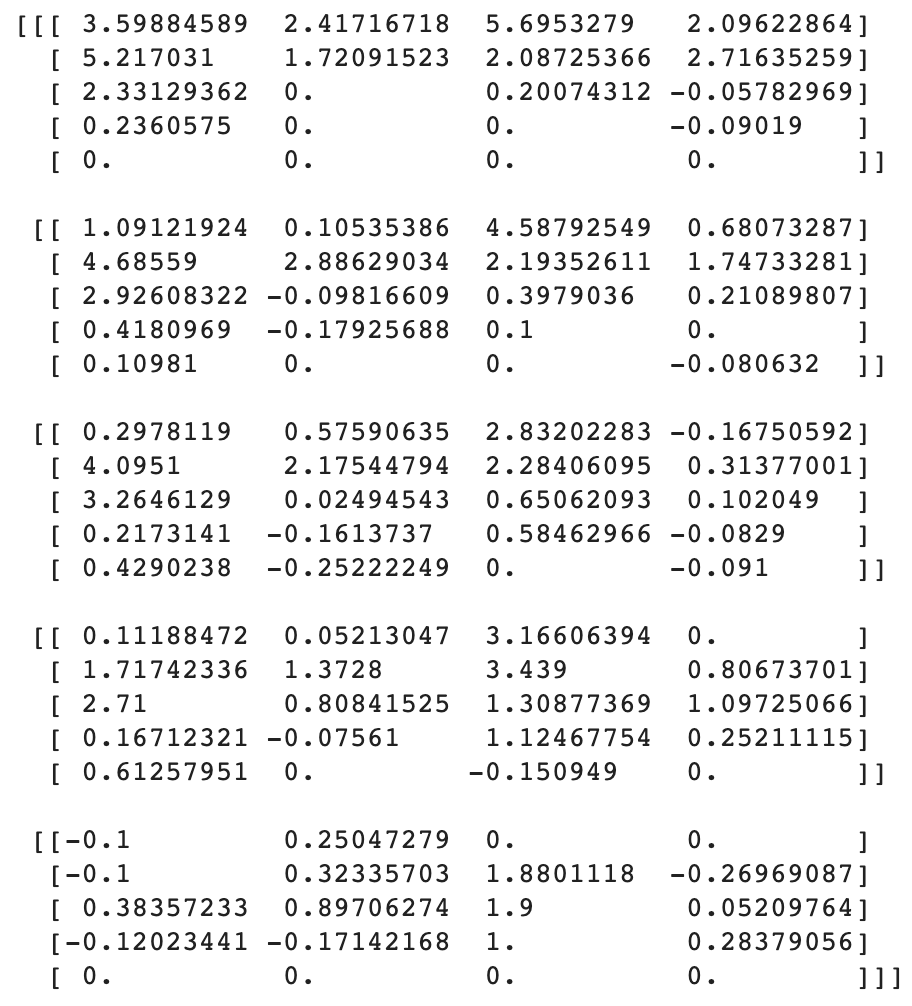 [[[ 3.59884589  2.41716718  5.6953279   2.09622864]
  [ 5.217031    1.72091523  2.08725366  2.71635259]
  [ 2.33129362  0.          0.20074312 -0.05782969]
  [ 0.2360575   0.          0.         -0.09019   ]
  [ 0.          0.          0.          0.        ]]

 [[ 1.09121924  0.10535386  4.58792549  0.68073287]
  [ 4.68559     2.88629034  2.19352611  1.74733281]
  [ 2.92608322 -0.09816609  0.3979036   0.21089807]
  [ 0.4180969  -0.17925688  0.1         0.        ]
  [ 0.10981     0.          0.         -0.080632  ]]

 [[ 0.2978119   0.57590635  2.83202283 -0.16750592]
  [ 4.0951      2.17544794  2.28406095  0.31377001]
  [ 3.2646129   0.02494543  0.65062093  0.102049  ]
  [ 0.2173141  -0.1613737   0.58462966 -0.0829    ]
  [ 0.4290238  -0.25222249  0.         -0.091     ]]

 [[ 0.11188472  0.05213047  3.16606394  0.        ]
  [ 1.71742336  1.3728      3.439       0.80673701]
  [ 2.71        0.80841525  1.30877369  1.09725066]
  [ 0.16712321 -0.07561     1.12467754  0.25211115]
  [ 0.61257951  0.         -0.150949    0.        ]]

 [[-0.1         0.25047279  0.          0.        ]
  [-0.1         0.32335703  1.8801118  -0.26969087]
  [ 0.38357233  0.89706274  1.9         0.05209764]
  [-0.12023441 -0.17142168  1.          0.28379056]
  [ 0.          0.          0.          0.        ]]]